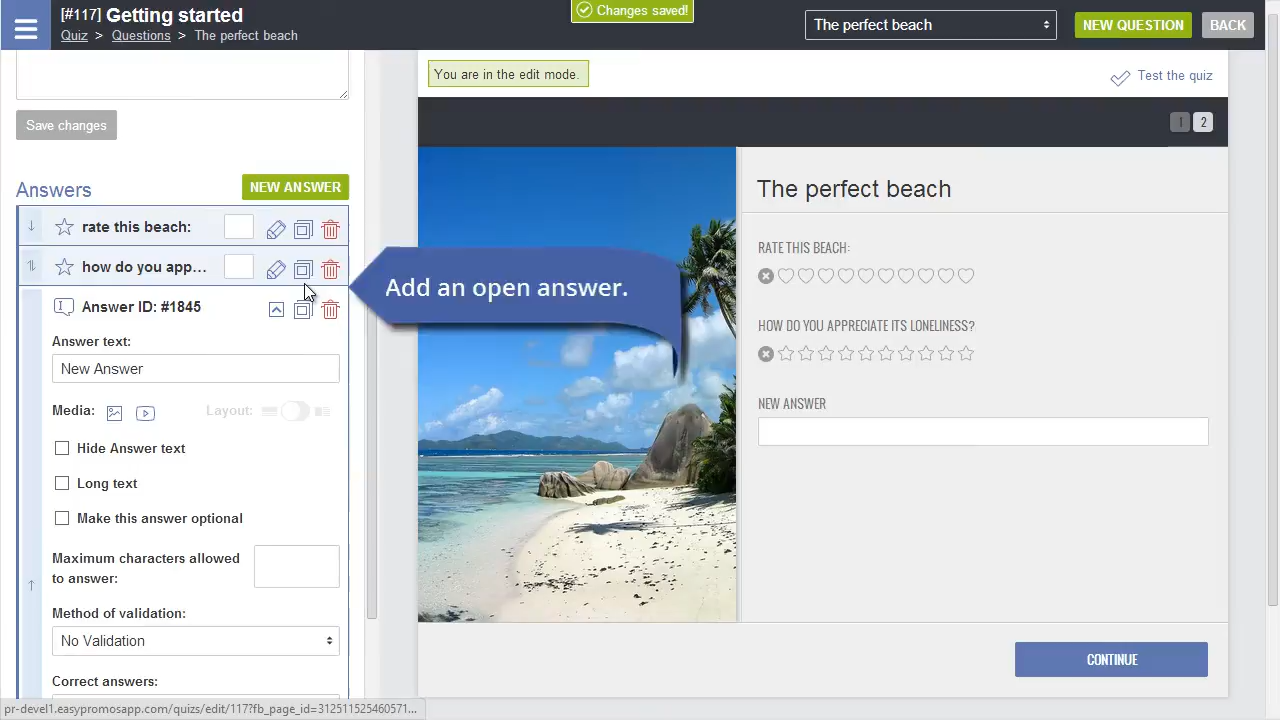 [#117] Getting started
Changes saved!
The perfect beach
NEW QUESTION
BACK
Quiz > Questions > The perfect beach
You are in the edit mode.
Test the quiz
Save changes
1 2
Answers
NEW ANSWER
The perfect beach
rate this beach:
RATE THIS BEACH:
how do you app...
Add an open answer.
Answer ID: #1845
HOW DO YOU APPRECIATE ITS LONELINESS?
Answer text:
New Answer
Media:
Layout:
NEW ANSWER
Hide Answer text
Long text
Make this answer optional
Maximum characters allowed
to answer:
Method of validation:
No Validation
CONTINUE
Correct answers:
pr-devel1.easypromosapp.com/quizs/edit/117?fb_page_id=312511525460571...